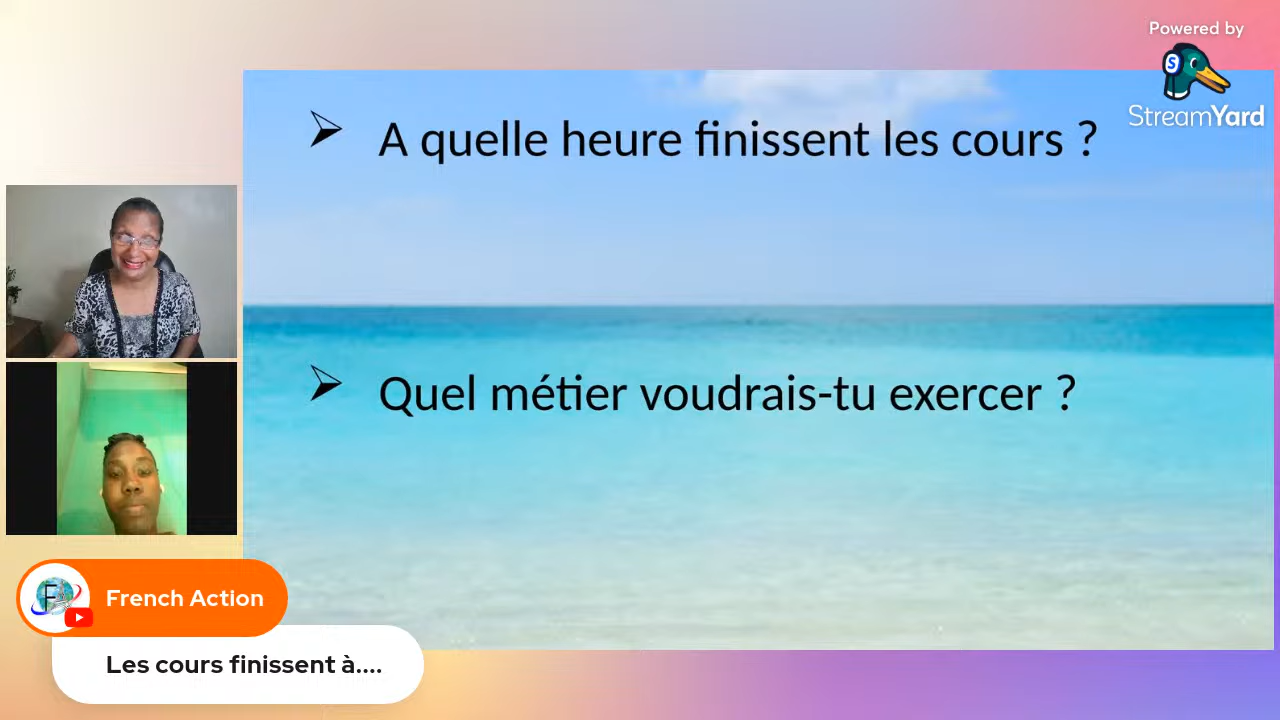 Powered by
StreamYard
A quelle heure finissent les cours ?
Quel métier voudrais-tu exercer ?
French Action
Les cours finissent à....